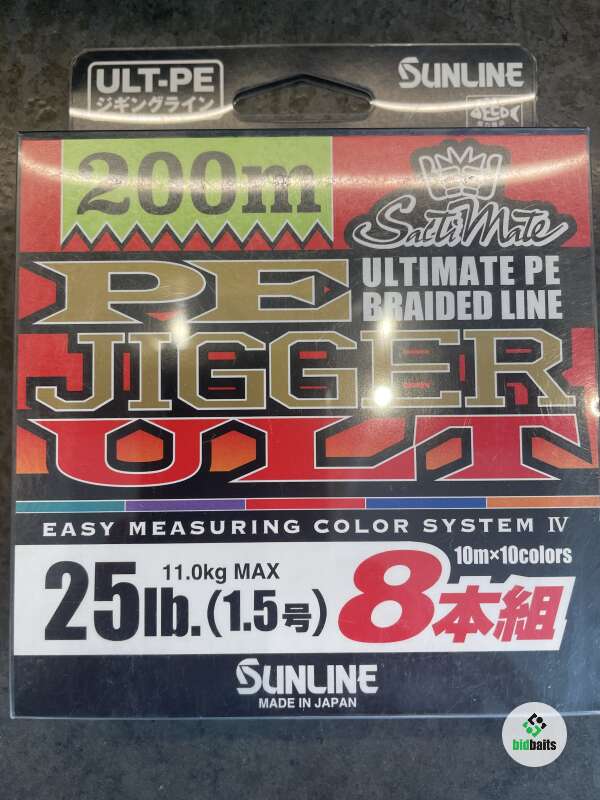 ULT-PE
ジギングライン
SUNLINE
200m
SaltiMate
PE
ULTIMATE PE
BRAIDED LINE
JIGGER
ULT
EASY MEASURING COLOR SYSTEM Ⅳ
10m×10colors
11.0kg MAX
25lb.(1.5号)
8本組
SUNLINE
MADE IN JAPAN
bidbaits